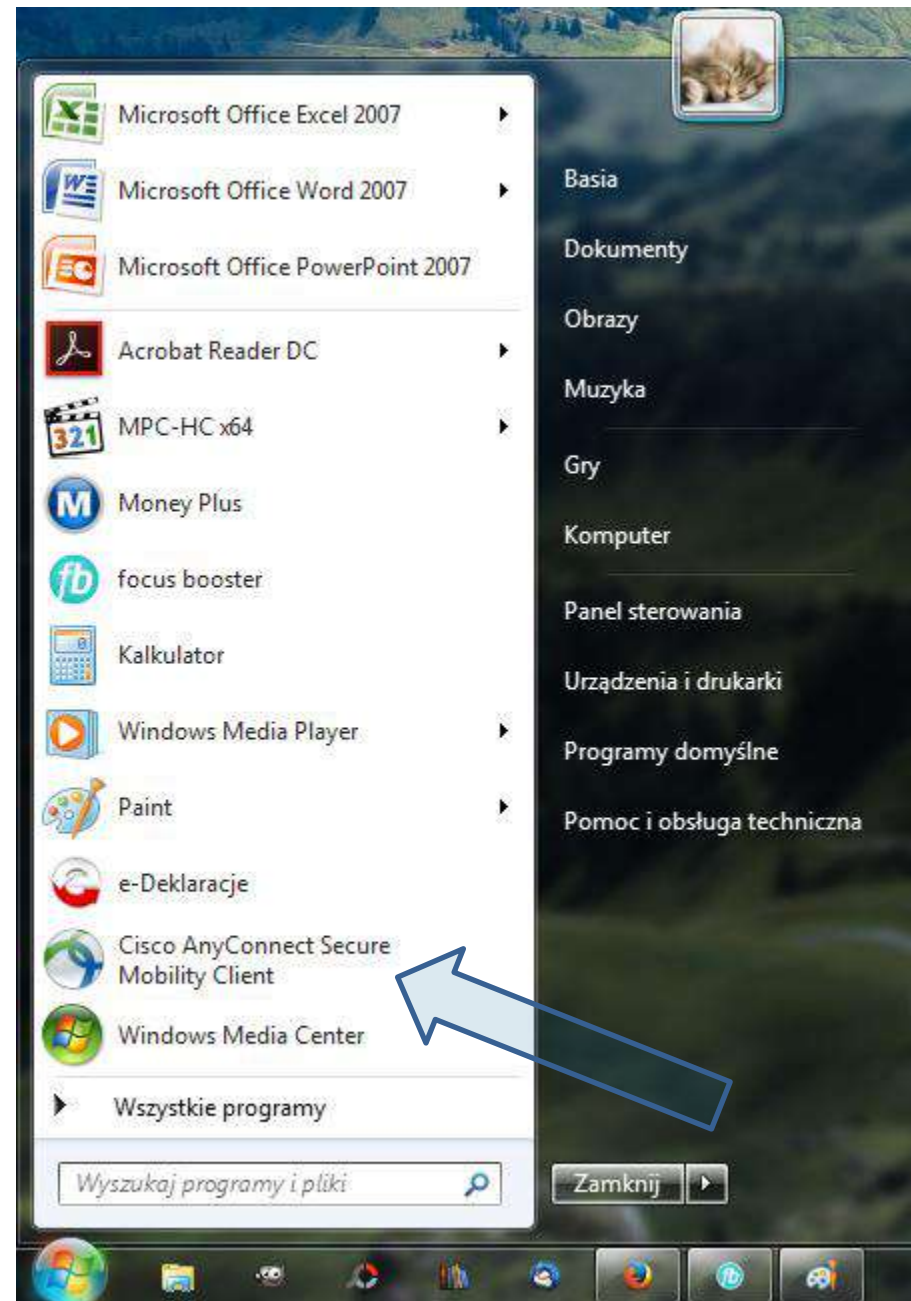 Microsoft Office Excel 2007
Microsoft Office Word 2007
Microsoft Office PowerPoint 2007
Acrobat Reader DC
MPC-HC x64
321
Money Plus
focus booster
Kalkulator
Windows Media Player
Paint
e-Deklaracje
Cisco AnyConnect Secure
Mobility Client
Windows Media Center
Wszystkie programy
Wyszukaj programy i pliki
Basia
Dokumenty
Obrazy
Muzyka
Gry
Komputer
Panel sterowania
Urządzenia i drukarki
Programy domyślne
Pomoc i obsługa techniczna
Zamknij